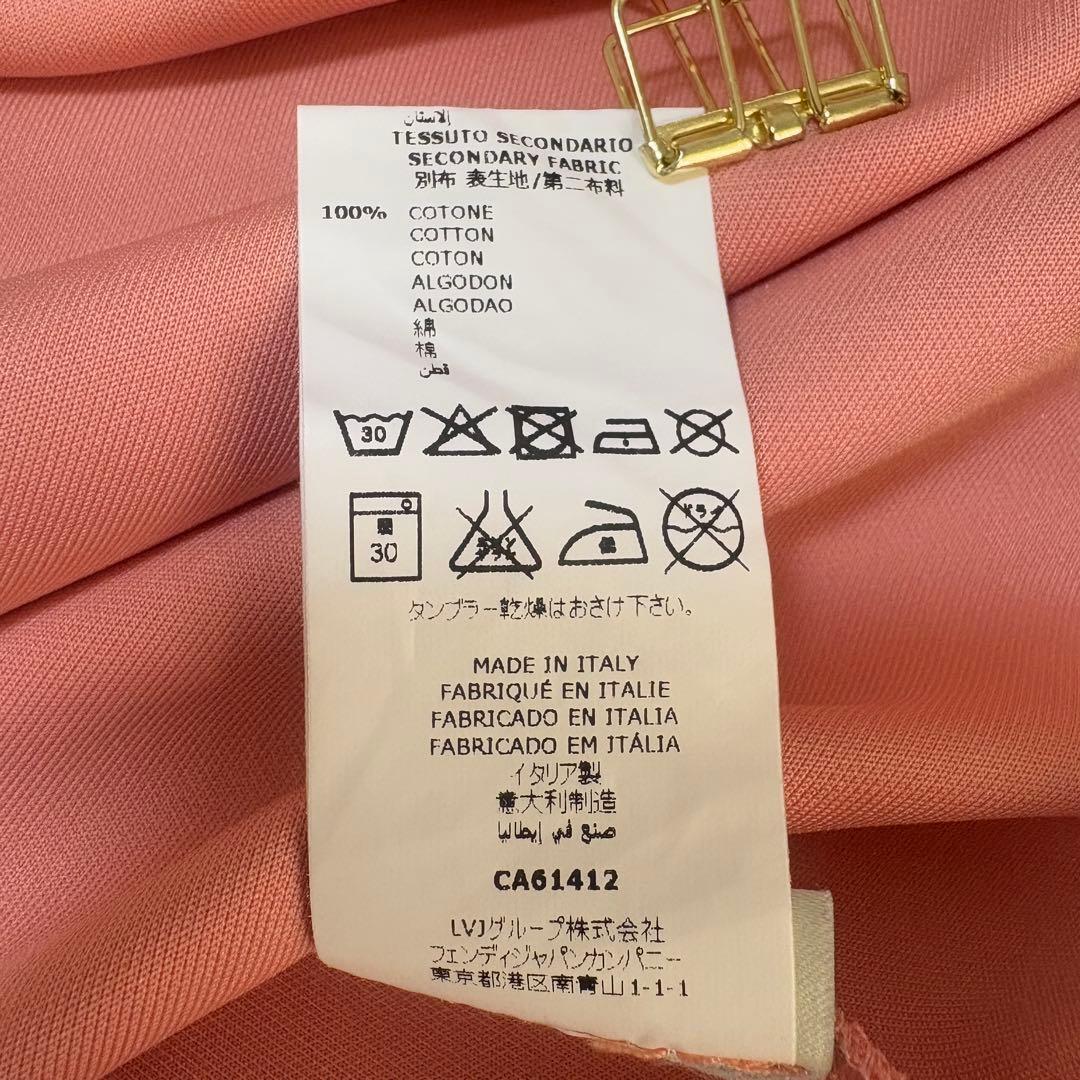 الإستان
TESSUTO SECONDARIO
SECONDARY FABRIC
別布 表生地/第二布料
100% COTONE
COTTON
COTON
ALGODON
ALGODAO
綿
棉
قطن
30
30
ドライ
低
タンブラー乾燥はおさけ下さい。
MADE IN ITALY
FABRIQUÉ EN ITALIE
FABRICADO EN ITALIA
FABRICADO EM ITÁLIA
イタリア製
意大利制造
صنع في إيطاليا
CA61412
LVJグループ株式会社
フェンディジャパンカンパニー
東京都港区南青山1-1-1